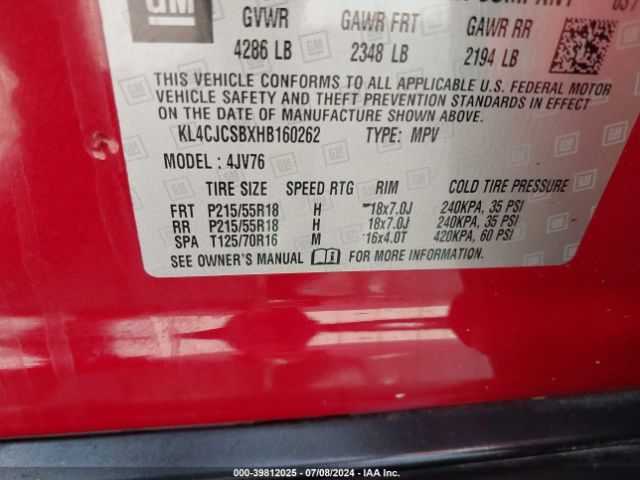 GM
GVWR GAWR FRT GAWR RR
4286 LB 2348 LB 2194 LB
THIS VEHICLE CONFORMS TO ALL APPLICABLE U.S. FEDERAL MOTOR
VEHICLE SAFETY AND THEFT PREVENTION STANDARDS IN EFFECT
ON THE DATE OF MANUFACTURE SHOWN ABOVE.
KL4CJCSBXHB160262 TYPE: MPV
MODEL : 4JV76
TIRE SIZE SPEED RTG RIM COLD TIRE PRESSURE
FRT P215/55R18 H 18x7.0J 240KPA, 35 PSI
RR P215/55R18 H 18x7.0J 240KPA, 35 PSI
SPA T125/70R16 M 16x4.0T 420KPA, 60 PSI
SEE OWNER'S MANUAL FOR MORE INFORMATION.
000-39812025 - 07/08/2024 - IAA Inc.